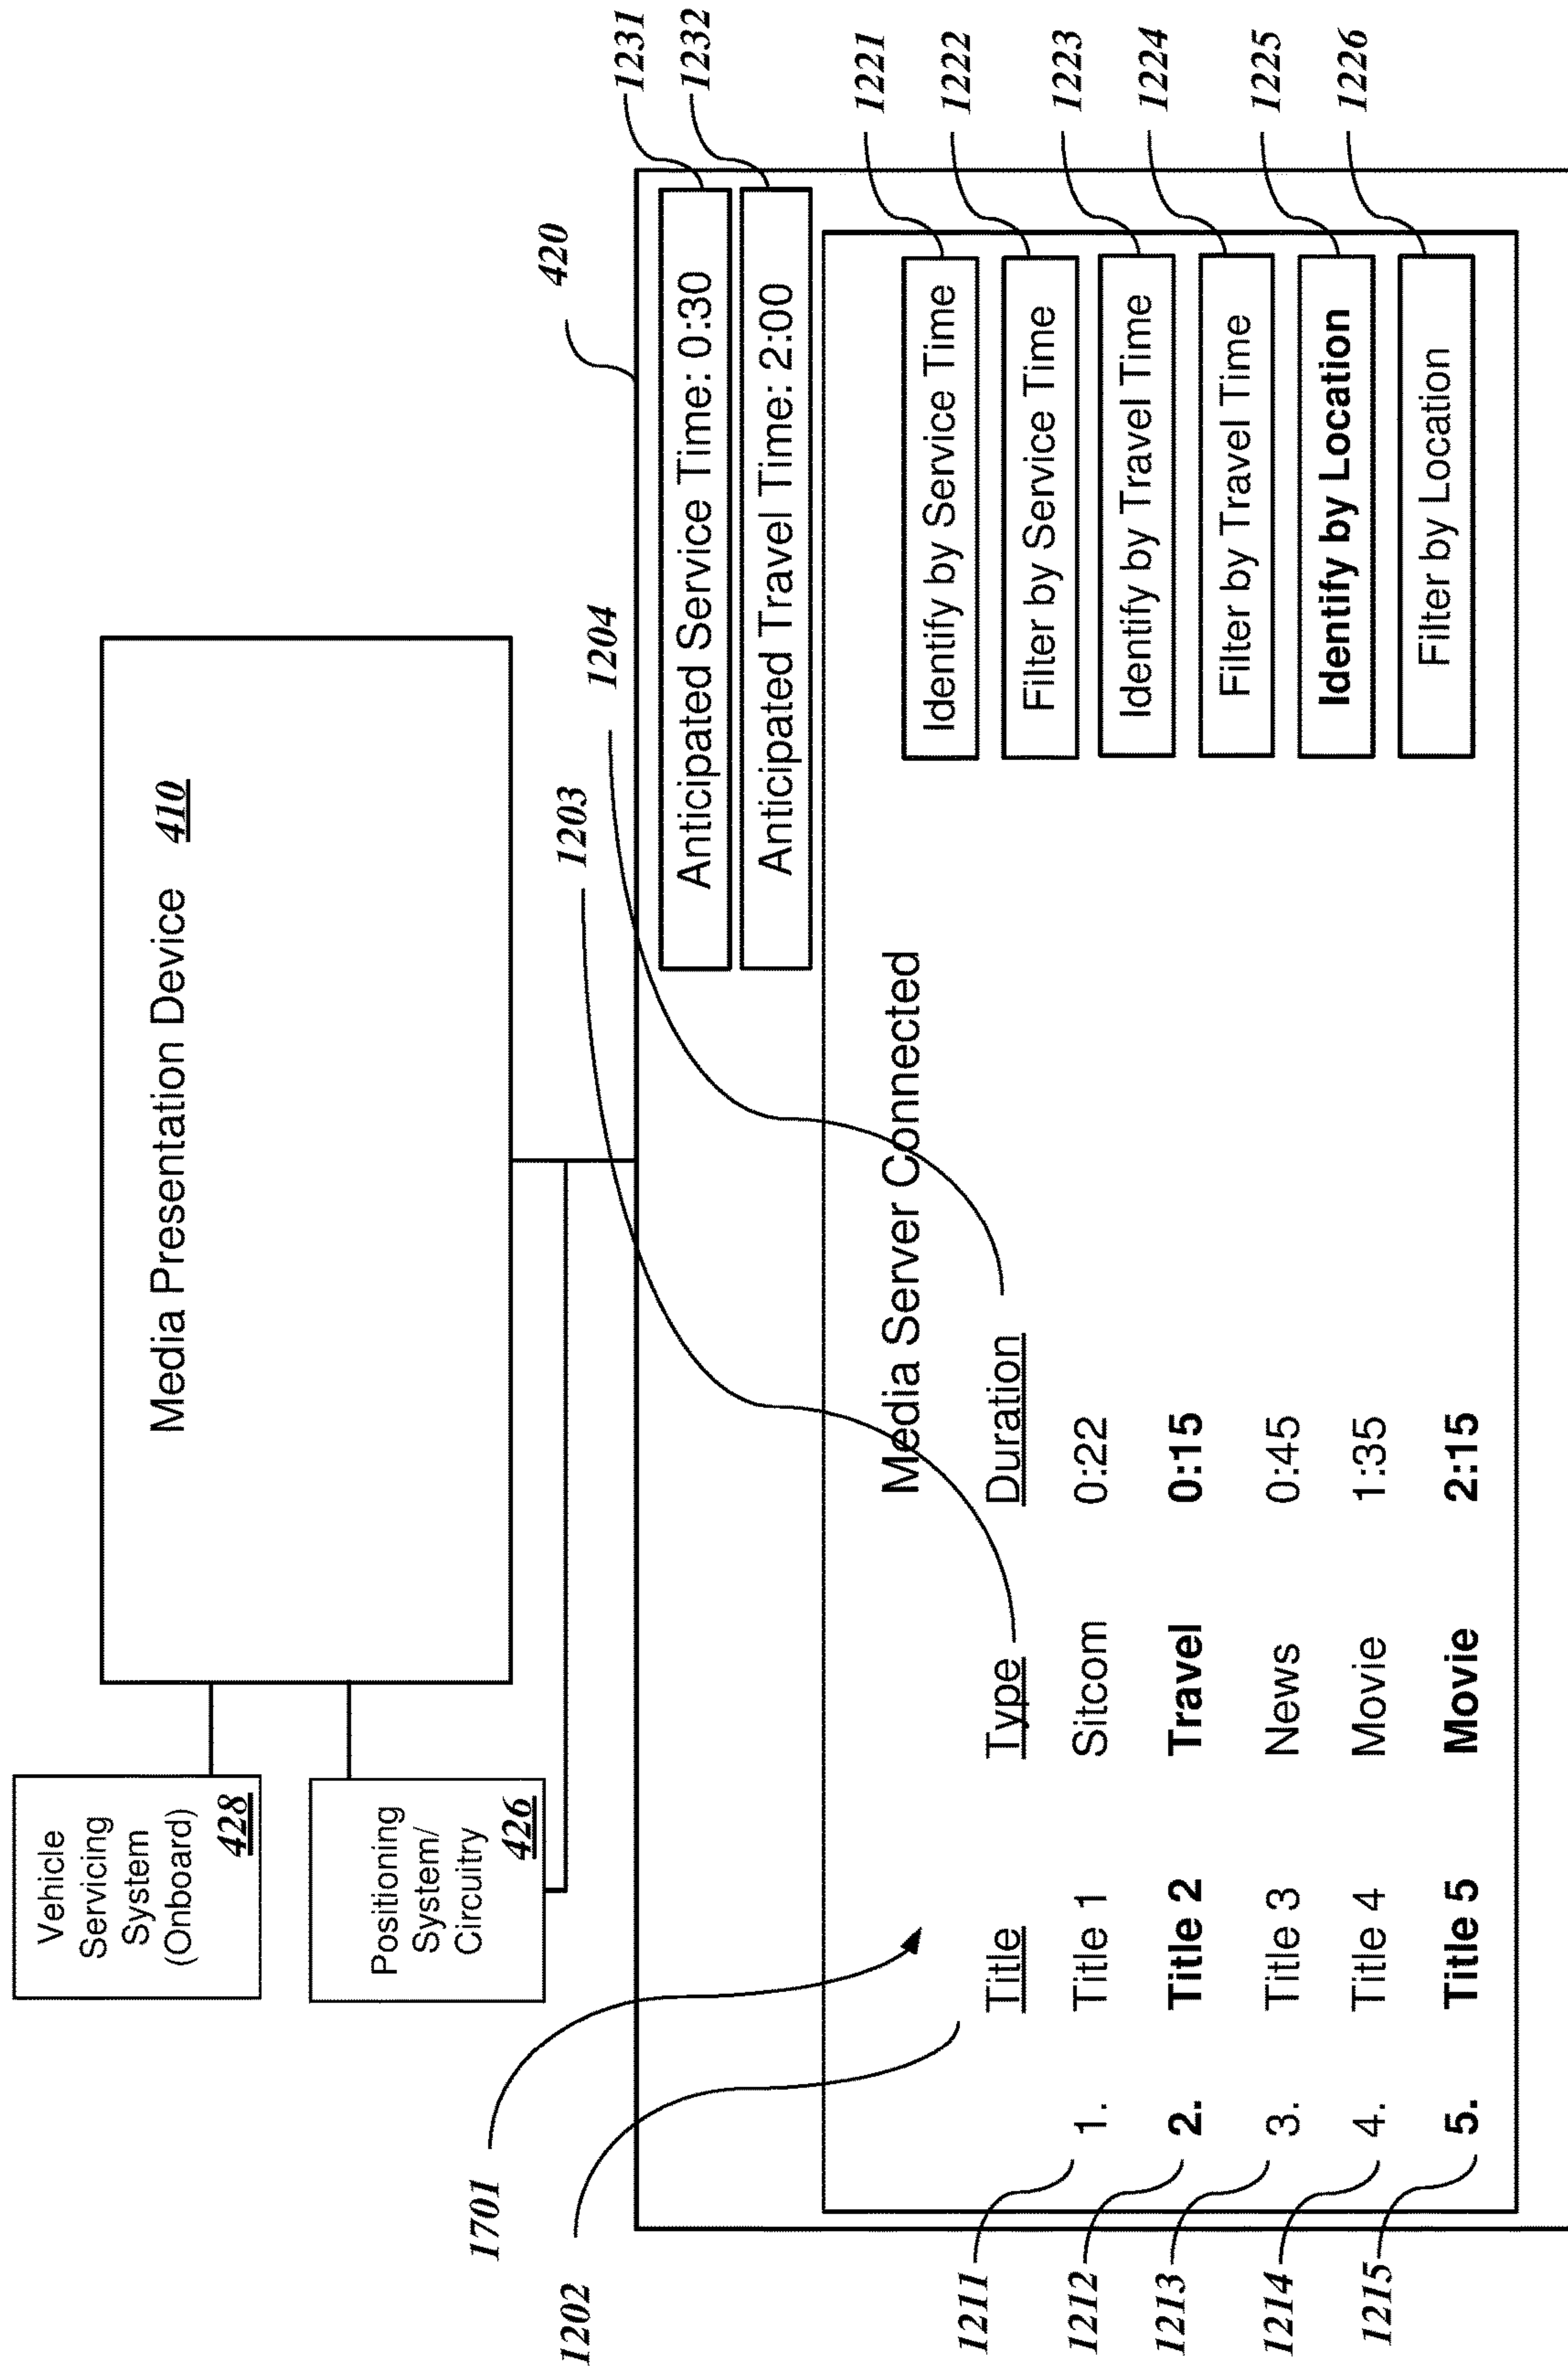 Vehicle
Servicing
System
(Onboard)
428
Positioning
System/
Circuitry
426
Media Presentation Device 410
1701
1202
1203
1204
420
1231
1232
Anticipated Service Time: 0:30
Anticipated Travel Time: 2:00
Media Server Connected
Title Type Duration
1211 1. Title 1 Sitcom 0:22
1212 2. Title 2 Travel 0:15
1213 3. Title 3 News 0:45
1214 4. Title 4 Movie 1:35
1215 5. Title 5 Movie 2:15
Identify by Service Time 1221
Filter by Service Time 1222
Identify by Travel Time 1223
Filter by Travel Time 1224
Identify by Location 1225
Filter by Location 1226